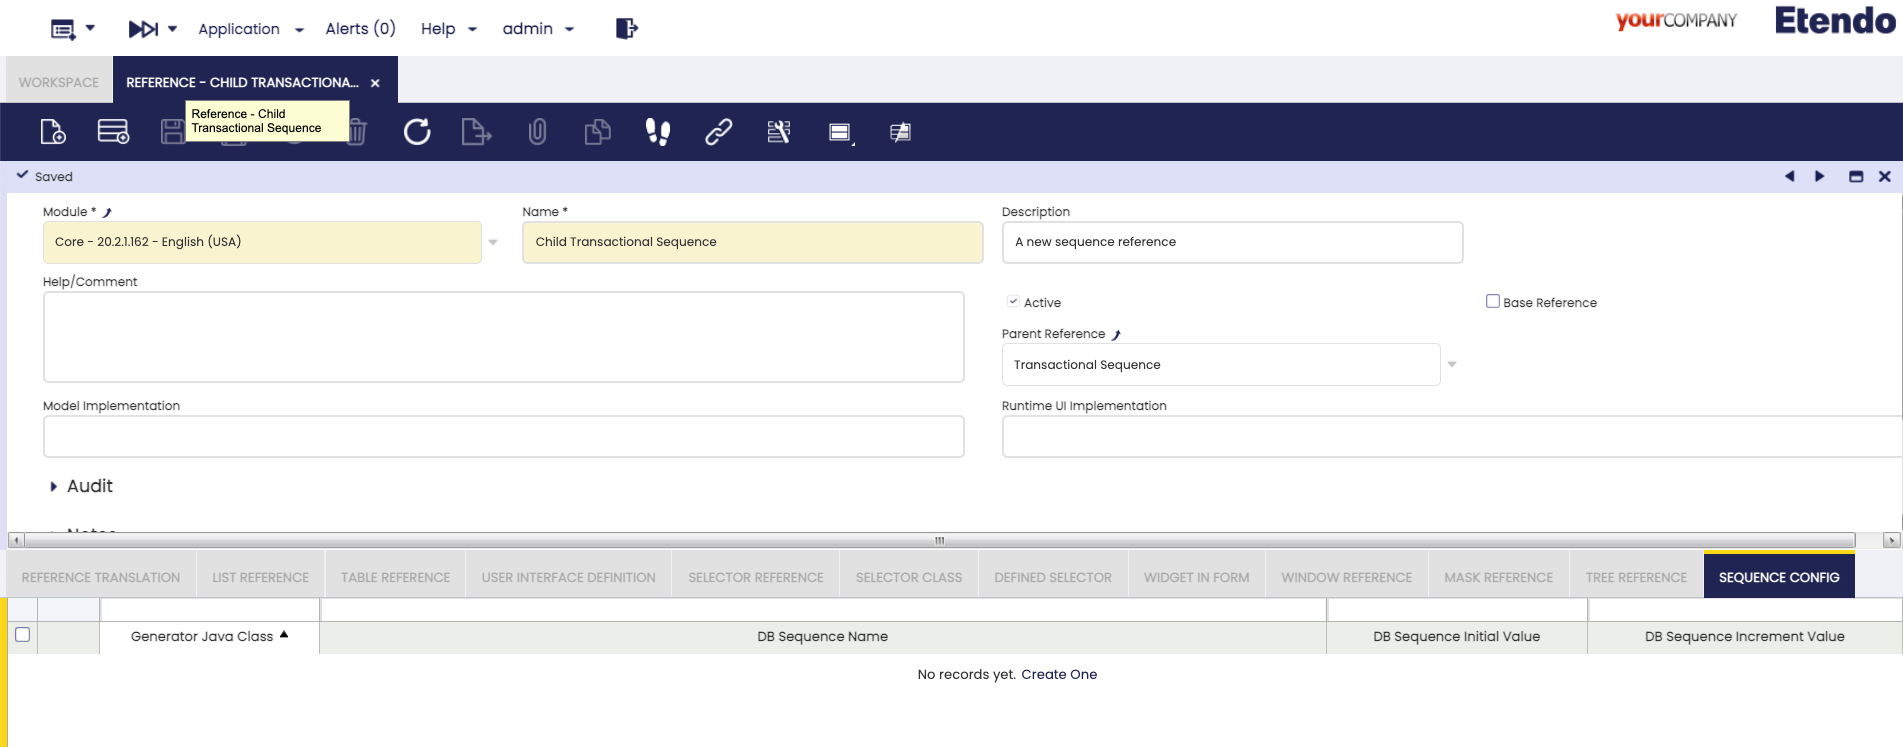 Application
Alerts (0)
Help
admin
yourCOMPANY
Etendo
WORKSPACE
REFERENCE - CHILD TRANSACTIONA...
Reference - Child
Transactional Sequence
Saved
Module *
Name *
Description
Core - 20.2.1.162 - English (USA)
Child Transactional Sequence
A new sequence reference
Help/Comment
Active
Base Reference
Parent Reference
Transactional Sequence
Model Implementation
Runtime UI Implementation
Audit
Notes
REFERENCE TRANSLATION
LIST REFERENCE
TABLE REFERENCE
USER INTERFACE DEFINITION
SELECTOR REFERENCE
SELECTOR CLASS
DEFINED SELECTOR
WIDGET IN FORM
WINDOW REFERENCE
MASK REFERENCE
TREE REFERENCE
SEQUENCE CONFIG
Generator Java Class
DB Sequence Name
DB Sequence Initial Value
DB Sequence Increment Value
No records yet. Create One